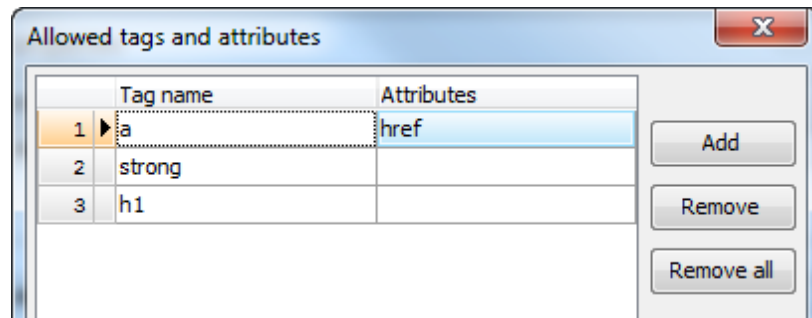 Allowed tags and attributes
Tag name Attributes
1 a href
2 strong
3 h1
Add
Remove
Remove all